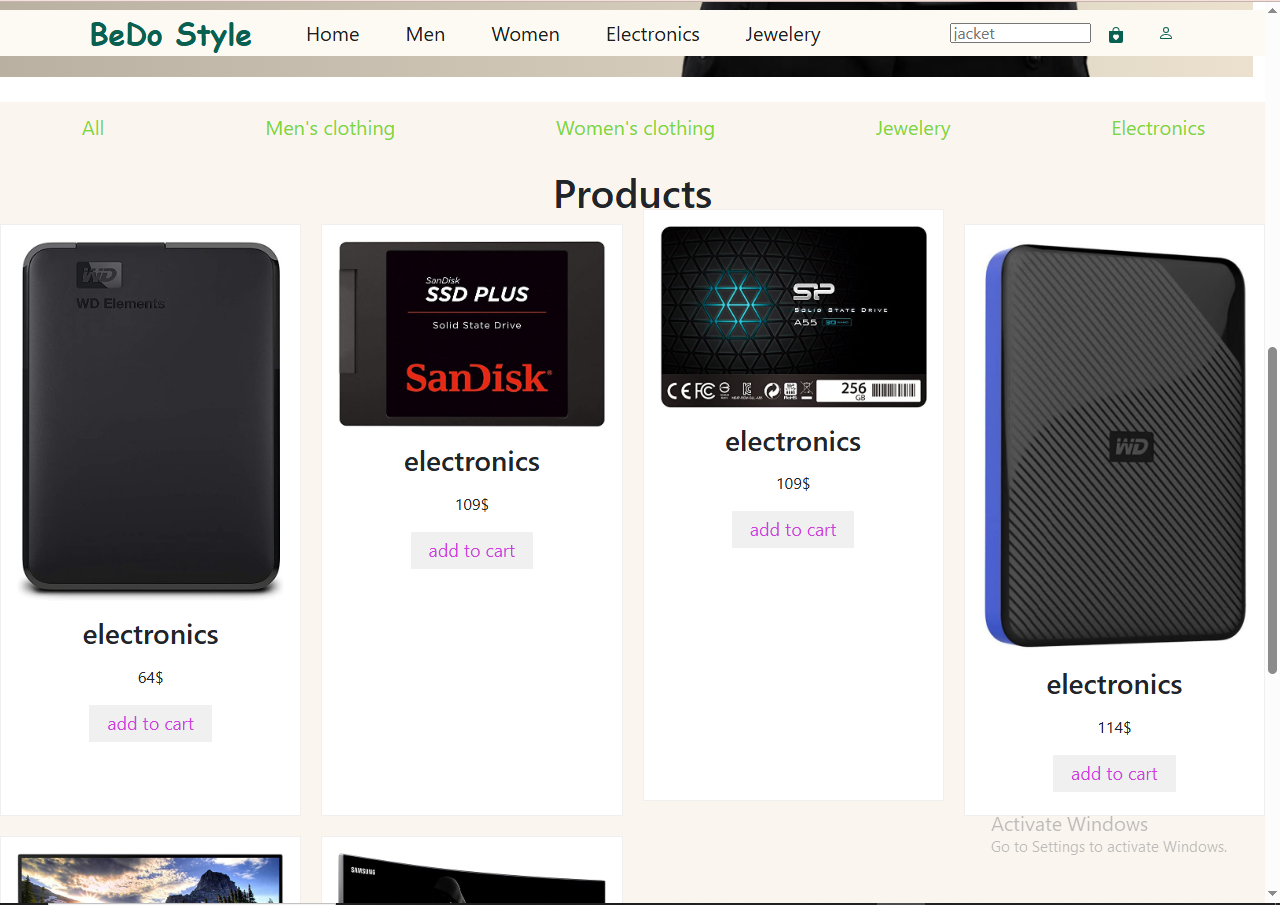 BeDo Style Home Men Women Electronics Jewelery jacket
All Men's clothing Women's clothing Jewelery Electronics
Products
WD
WD Elements
SanDisk
SSD PLUS
Solid State Drive
SanDisk
SP
SOLID STATE DRIVE
A55
256
GB
WD
electronics
64$
add to cart
electronics
109$
add to cart
electronics
109$
add to cart
electronics
114$
add to cart
SAMSUNG
Activate Windows
Go to Settings to activate Windows.